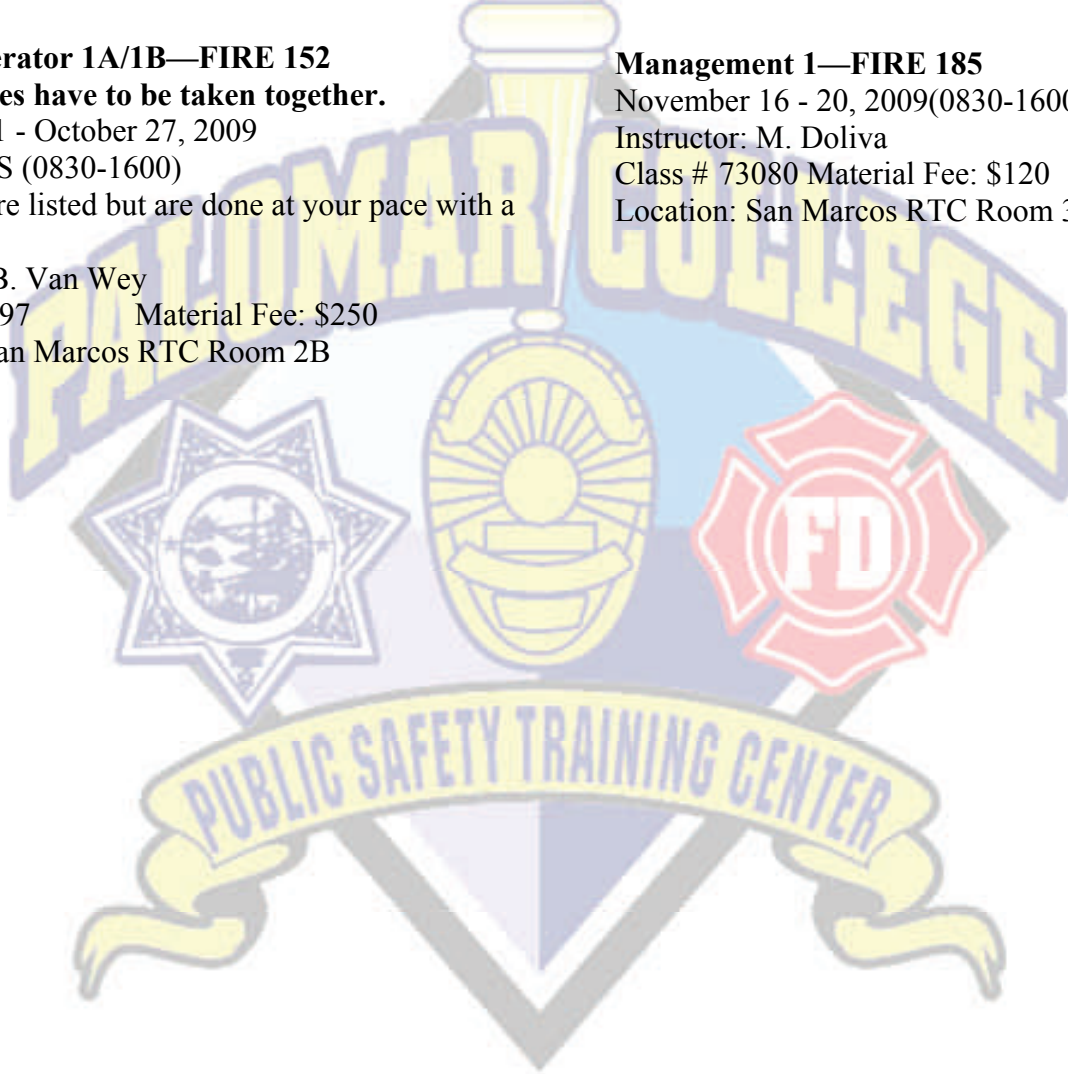 erator 1A/1B—FIRE 152
es have to be taken together.
1 - October 27, 2009
S (0830-1600)
re listed but are done at your pace with a
B. Van Wey
97 Material Fee: $250
an Marcos RTC Room 2B
Management 1—FIRE 185
November 16 - 20, 2009(0830-1600
Instructor: M. Doliva
Class # 73080 Material Fee: $120
Location: San Marcos RTC Room 3
PALOMAR COLLEGE
FD
PUBLIC SAFETY TRAINING CENTER